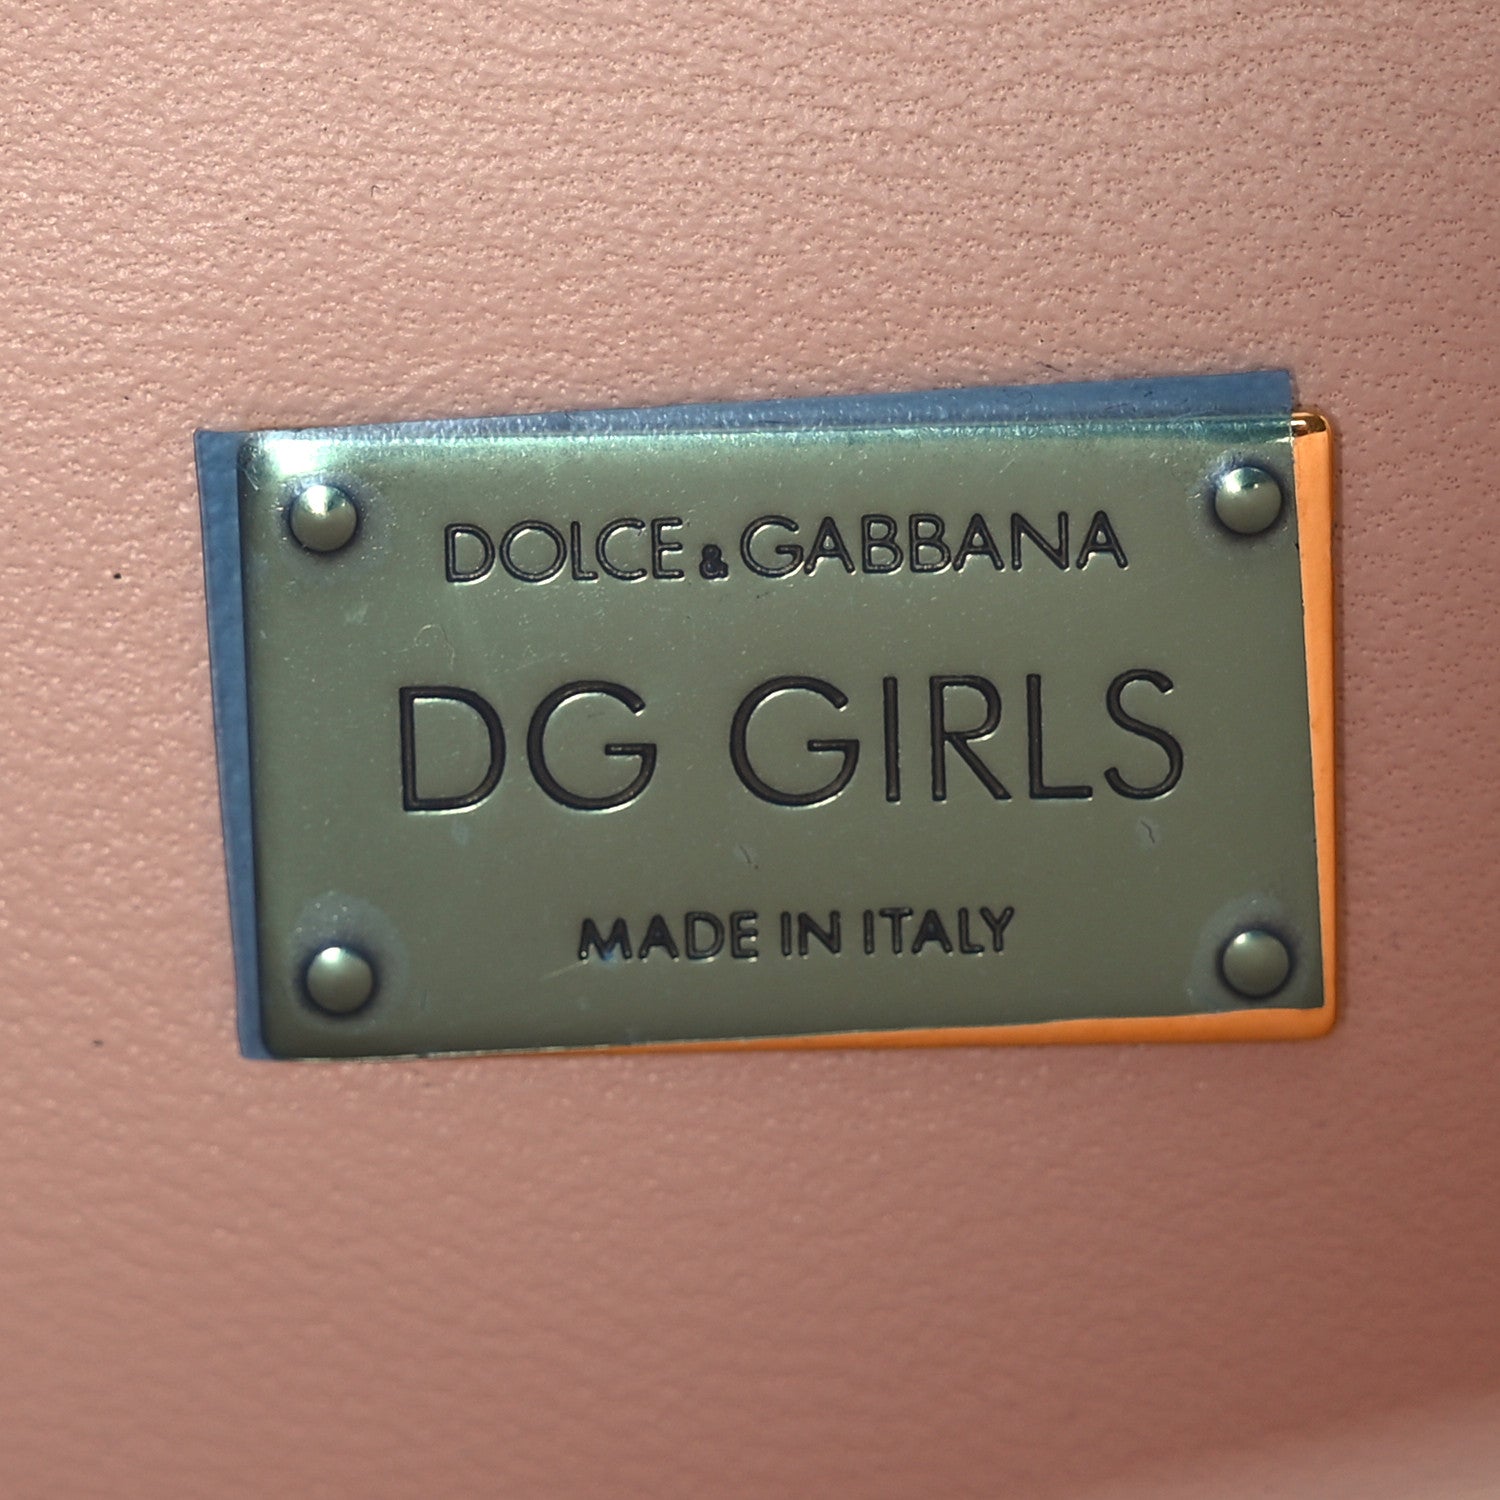 DOLCE & GABBANA
DG GIRLS
MADE IN ITALY